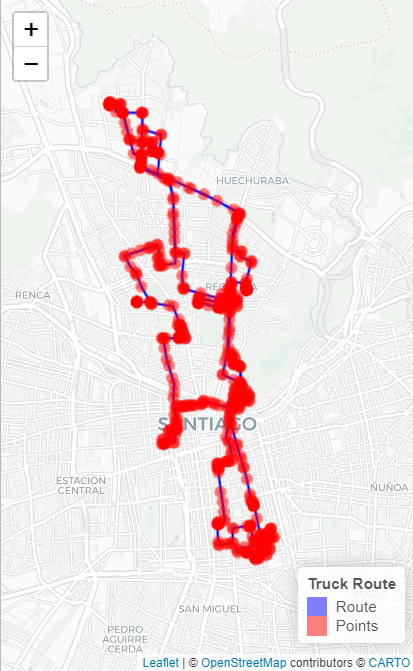 +
−
HUECHURABA
RENCA
SANTIAGO
ESTACIÓN
CENTRAL
ÑUÑOA
Truck Route
Route
Points
SAN MIGUEL
PEDRO
AGUIRRE
CERDA
Leaflet | © OpenStreetMap contributors © CARTO